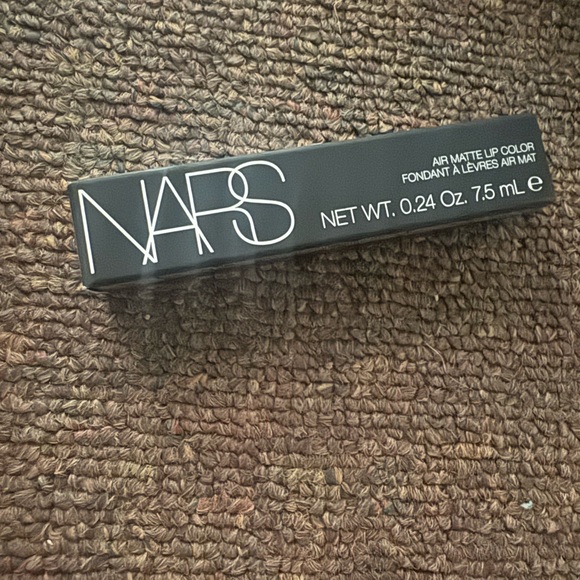 NARS
AIR MATTE LIP COLOR
FONDANT À LÈVRES AIR MAT
NET WT. 0.24 Oz. 7.5 mL ℮